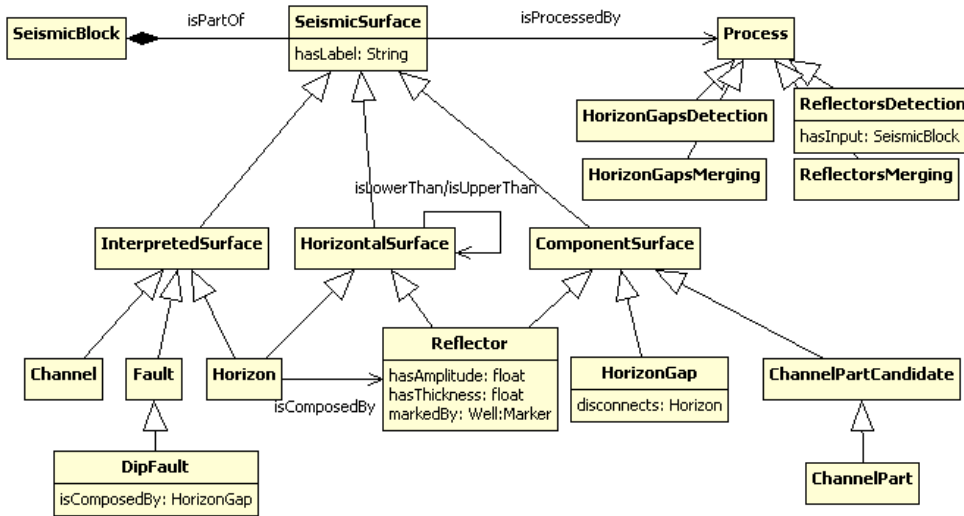 isPartOf
SeismicSurface
isProcessedBy
SeismicBlock
Process
hasLabel: String
HorizonGapsDetection
ReflectorsDetection
hasInput: SeismicBlock
HorizonGapsMerging
ReflectorsMerging
isLowerThan/isUpperThan
InterpretedSurface
HorizontalSurface
ComponentSurface
Channel
Fault
Horizon
isComposedBy
Reflector
hasAmplitude: float
hasThickness: float
markedBy: Well:Marker
HorizonGap
disconnects: Horizon
ChannelPartCandidate
DipFault
isComposedBy: HorizonGap
ChannelPart